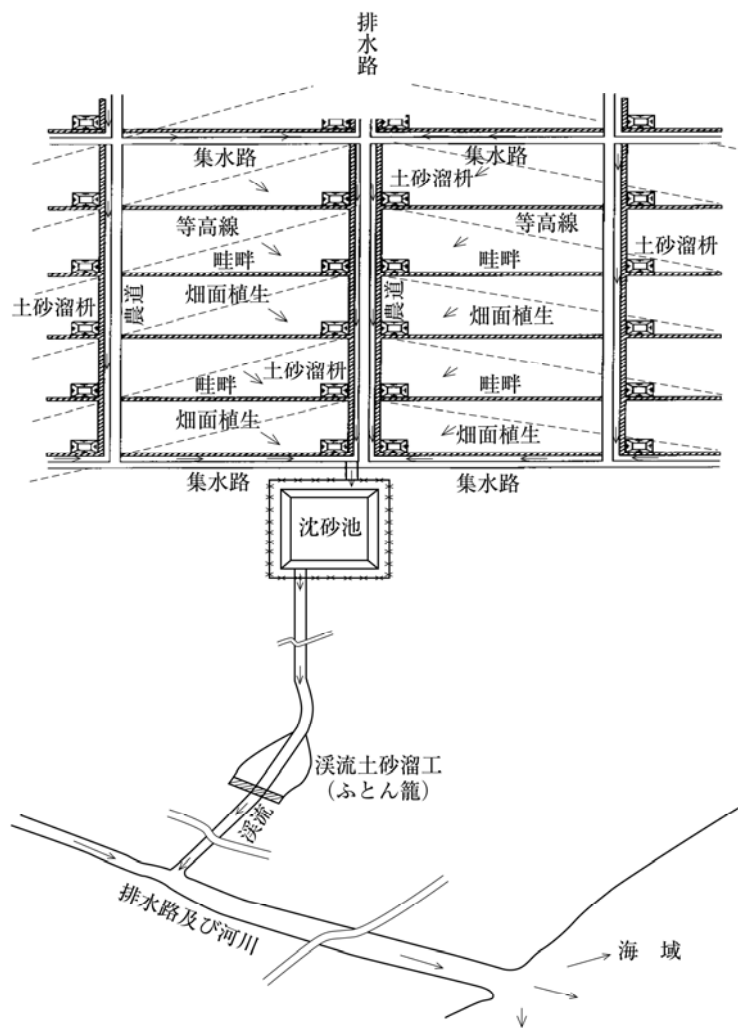 排水路
集水路
集水路
土砂溜枡
等高線
等高線
土砂溜枡
畦畔
畦畔
土砂溜枡
農道
畑面植生
農道
畑面植生
畦畔
土砂溜枡
畦畔
畑面植生
畑面植生
集水路
集水路
沈砂池
渓流土砂溜工
(ふとん籠)
渓流
排水路及び河川
海 域